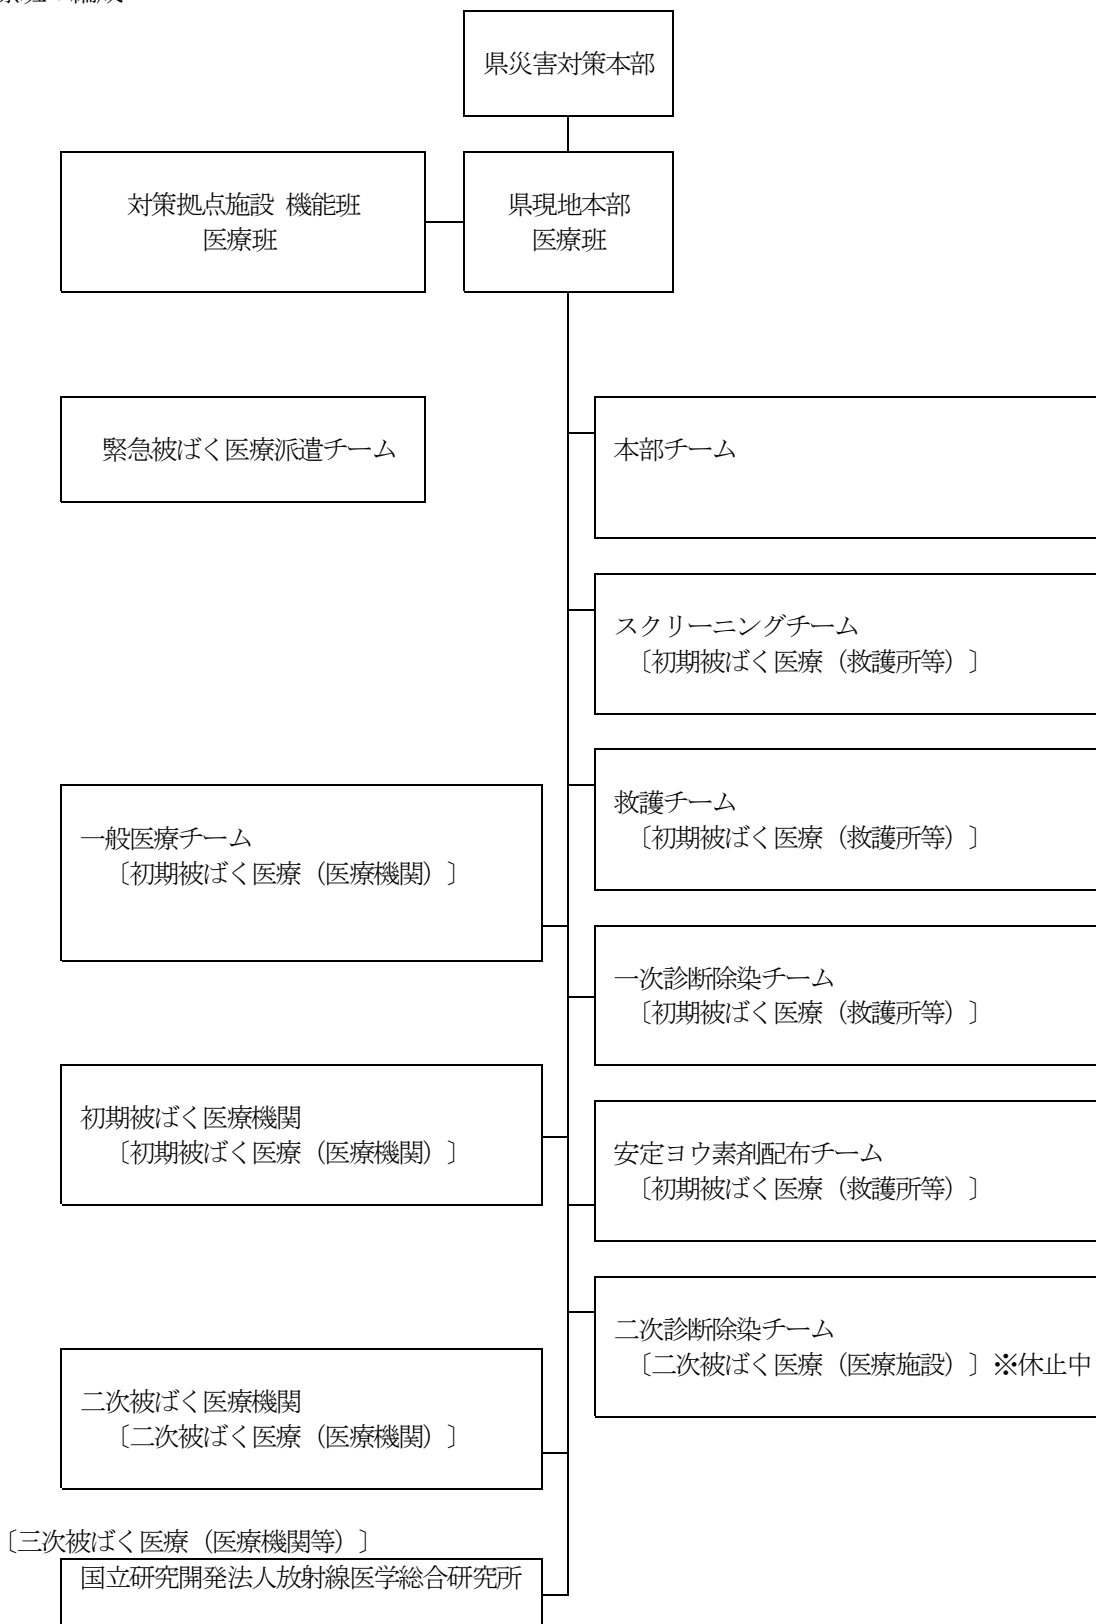 県災害対策本部
対策拠点施設 機能班
医療班
県現地本部
医療班
緊急被ばく医療派遣チーム
本部チーム
スクリーニングチーム
〔初期被ばく医療（救護所等）〕
救護チーム
〔初期被ばく医療（救護所等）〕
一般医療チーム
〔初期被ばく医療（医療機関）〕
一次診断除染チーム
〔初期被ばく医療（救護所等）〕
初期被ばく医療機関
〔初期被ばく医療（医療機関）〕
安定ヨウ素剤配布チーム
〔初期被ばく医療（救護所等）〕
二次診断除染チーム
〔二次被ばく医療（医療施設）〕※休止中
二次被ばく医療機関
〔二次被ばく医療（医療機関）〕
〔三次被ばく医療（医療機関等）〕
国立研究開発法人放射線医学総合研究所